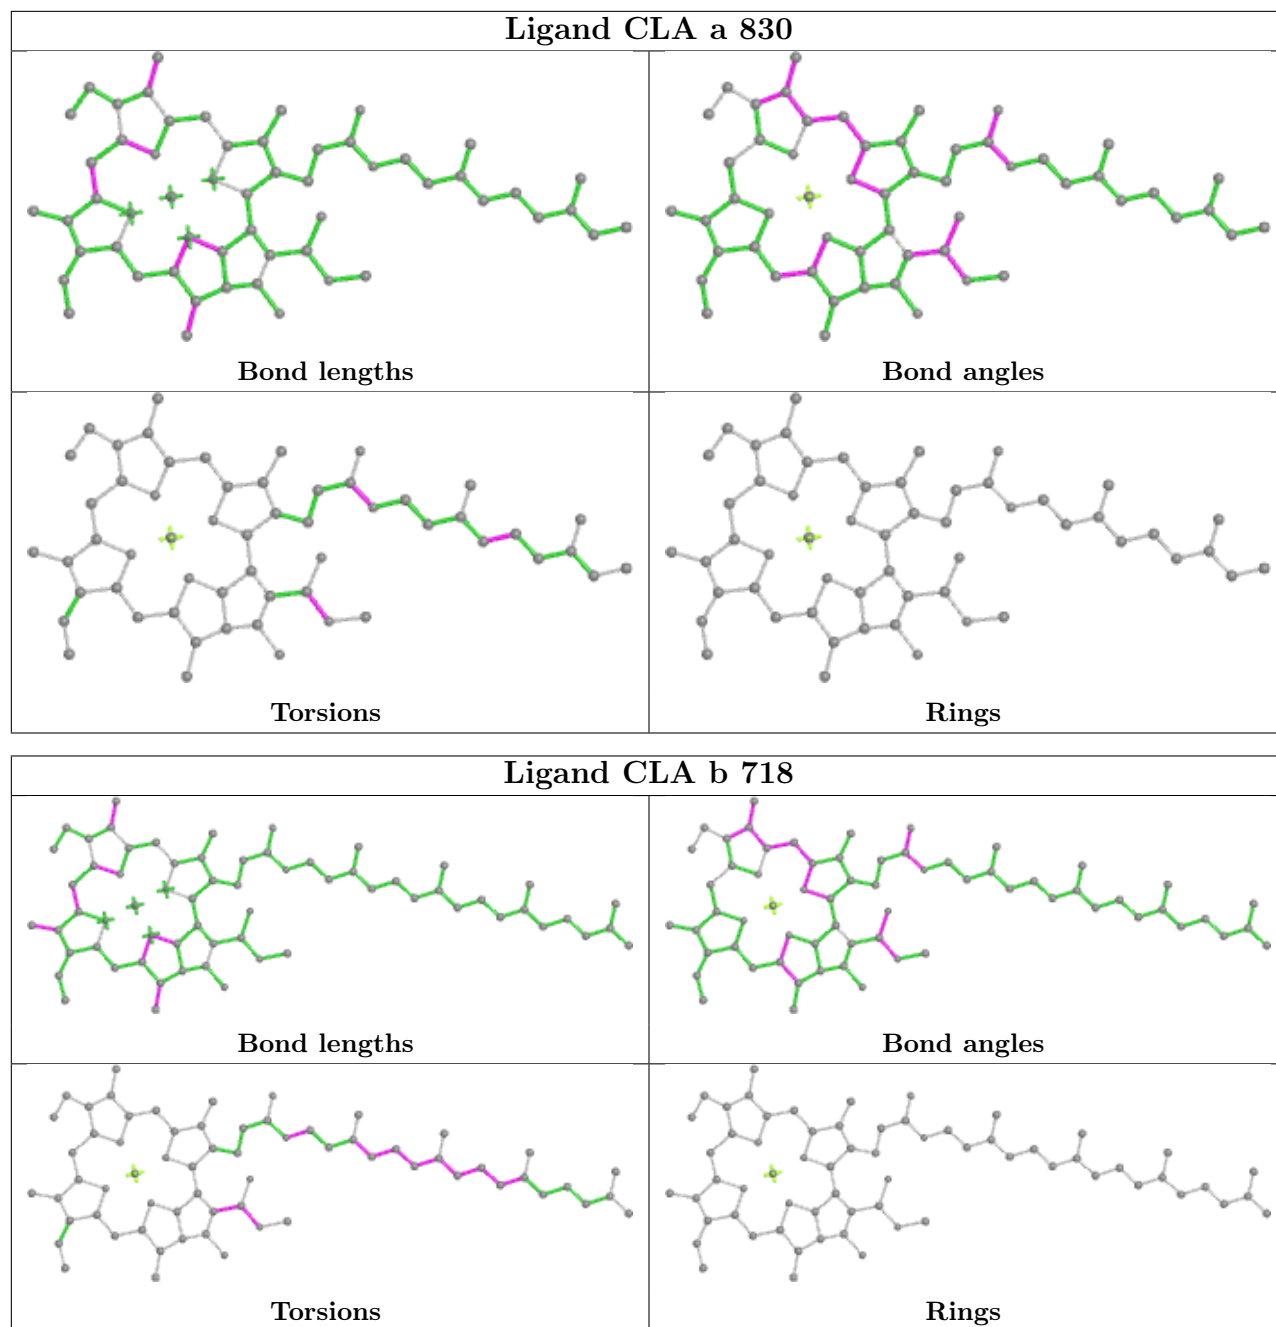 Ligand CLA a 830
Bond lengths
Bond angles
Torsions
Rings
Ligand CLA b 718
Bond lengths
Bond angles
Torsions
Rings